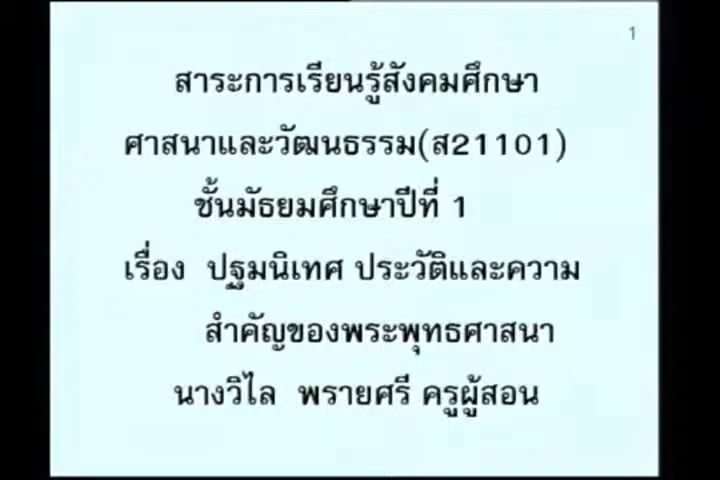 1
สาระการเรียนรู้สังคมศึกษา
ศาสนาและวัฒนธรรม(ส21101)
ชั้นมัธยมศึกษาปีที่ 1
เรื่อง ปฐมนิเทศ ประวัติและความ
สำคัญของพระพุทธศาสนา
นางวิไล พรายศรี ครูผู้สอน